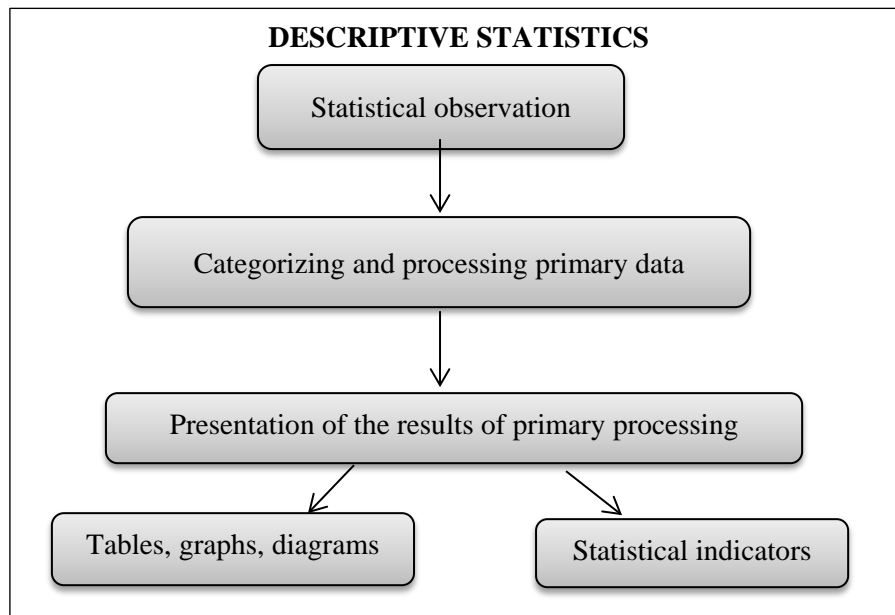 DESCRIPTIVE STATISTICS
Statistical observation
Categorizing and processing primary data
Presentation of the results of primary processing
Tables, graphs, diagrams
Statistical indicators